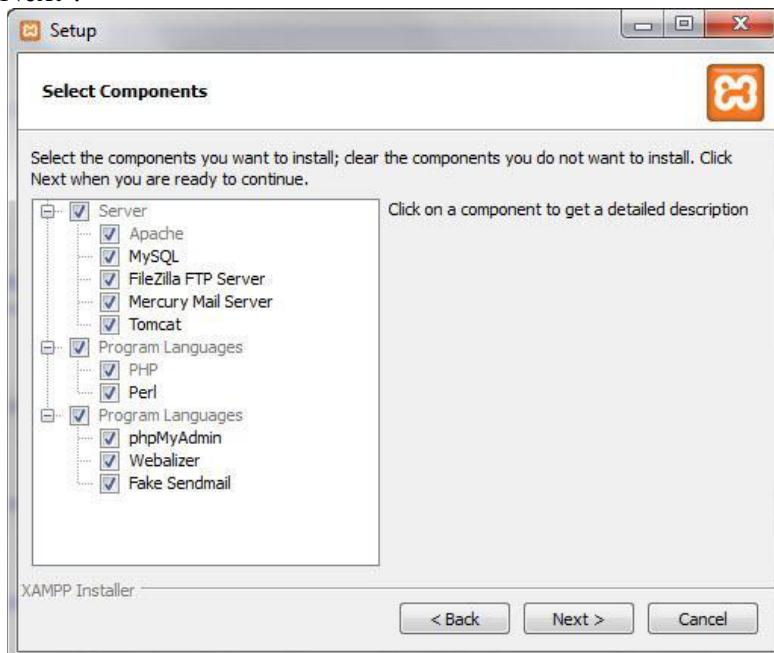 Setup
Select Components
Select the components you want to install; clear the components you do not want to install. Click
Next when you are ready to continue.
Server
Apache
MySQL
FileZilla FTP Server
Mercury Mail Server
Tomcat
Program Languages
PHP
Perl
Program Languages
phpMyAdmin
Webalizer
Fake Sendmail
Click on a component to get a detailed description
XAMPP Installer
< Back
Next >
Cancel